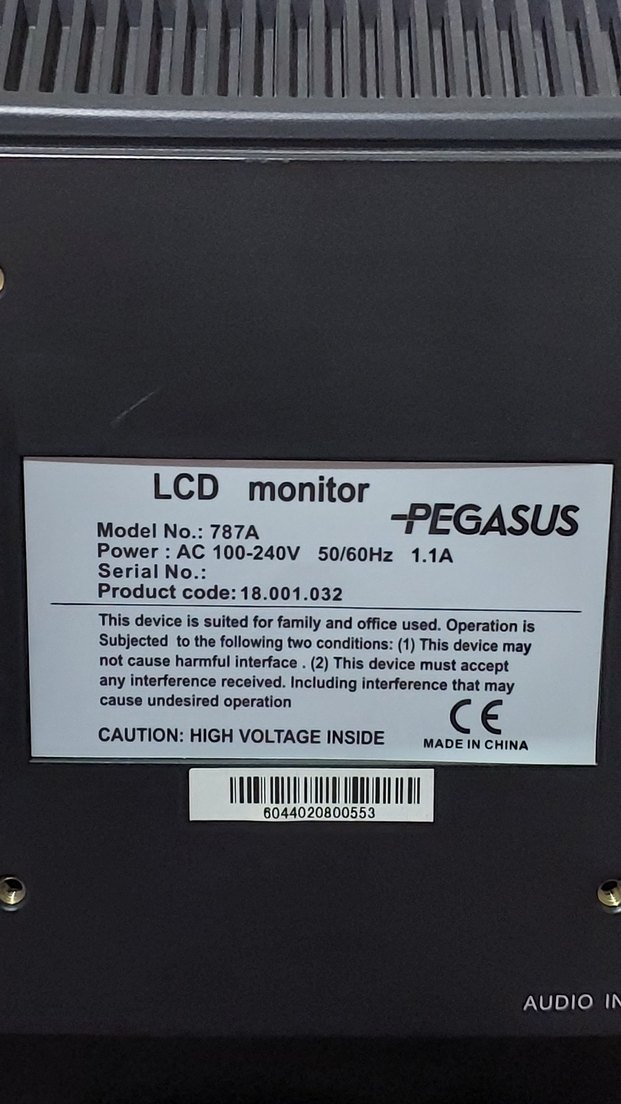 LCD monitor
PEGASUS
Model No.: 787A
Power : AC 100-240V 50/60Hz 1.1A
Serial No.:
Product code: 18.001.032
This device is suited for family and office used. Operation is
Subjected to the following two conditions: (1) This device may
not cause harmful interface . (2) This device must accept
any interference received. Including interference that may
cause undesired operation
CE
CAUTION: HIGH VOLTAGE INSIDE
MADE IN CHINA
6044020800553
AUDIO IN